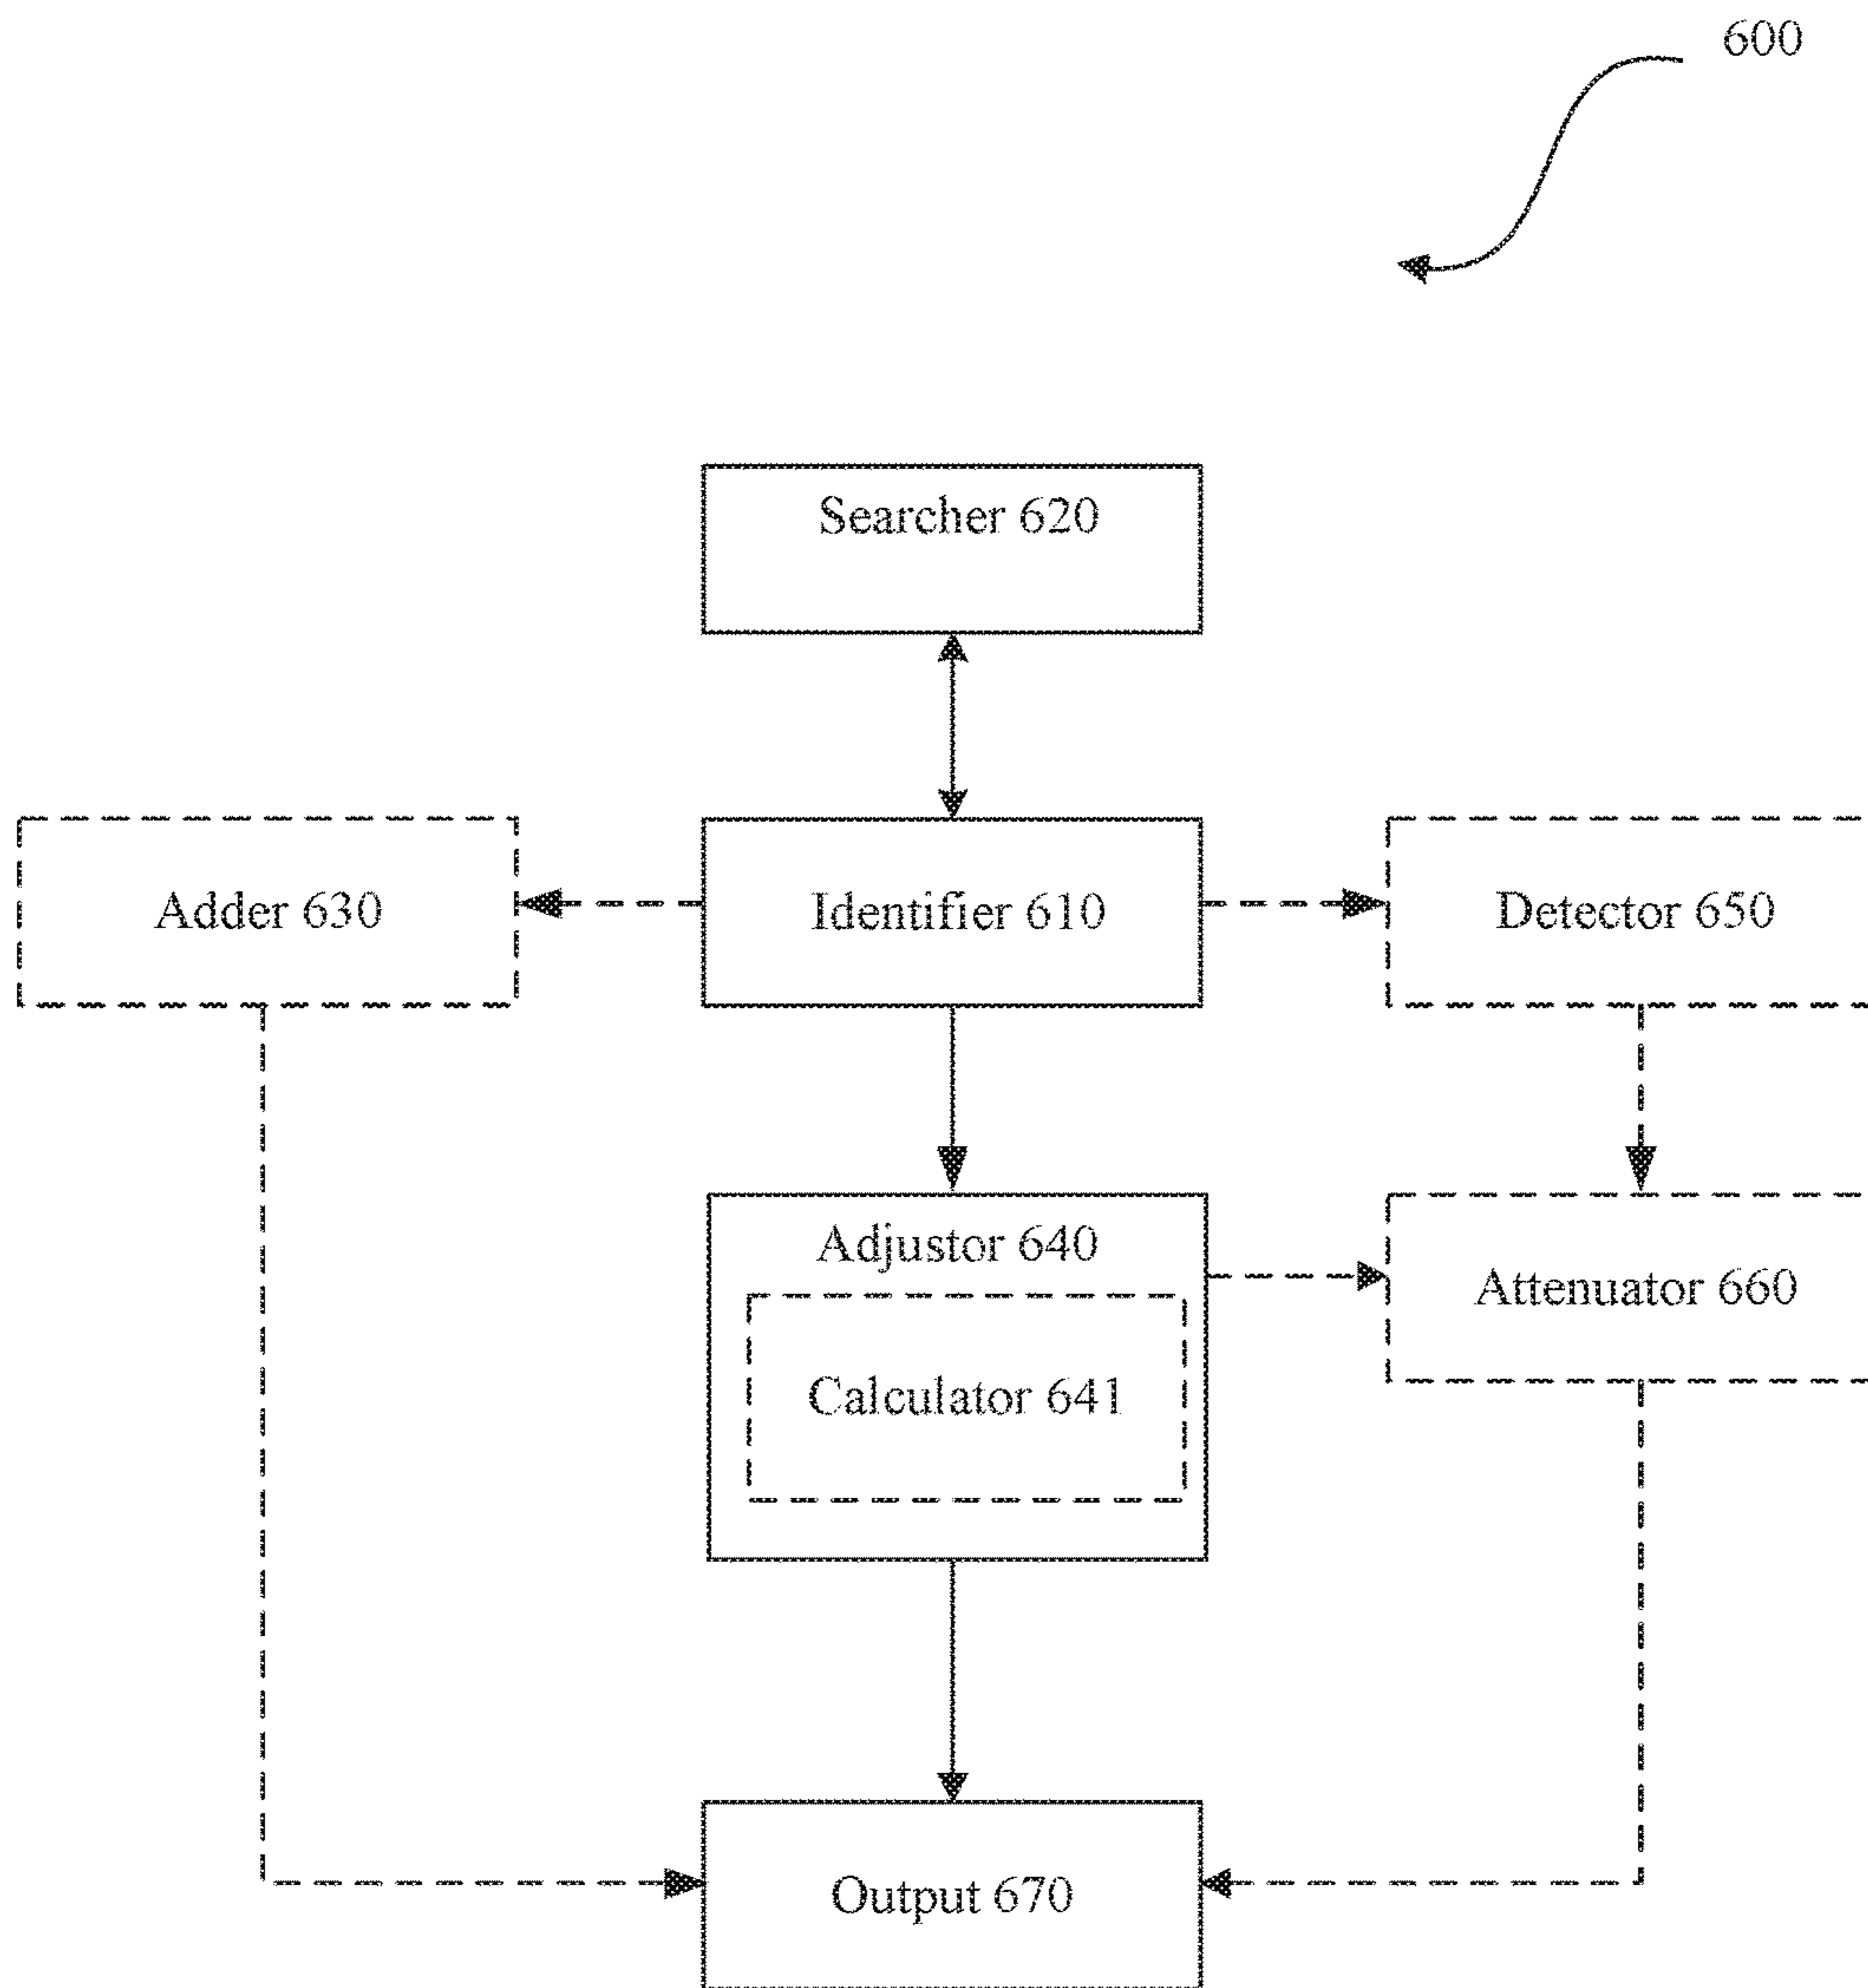 600
Searcher 620
Adder 630
Identifier 610
Detector 650
Adjustor 640
Attenuator 660
Calculator 641
Output 670